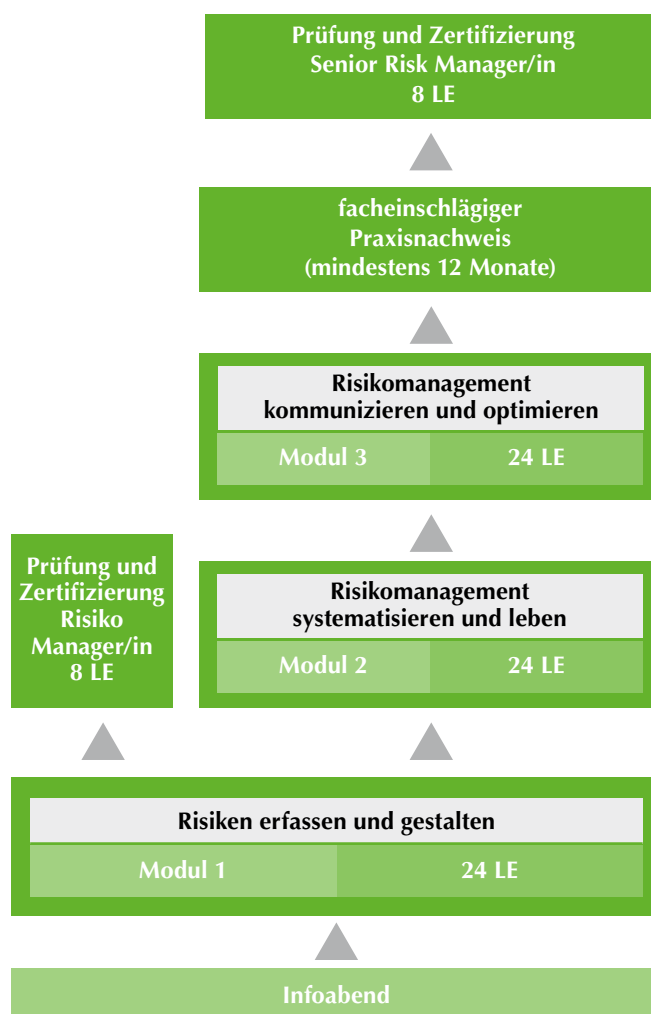 Prüfung und Zertifizierung
Senior Risk Manager/in
8 LE
facheinschlägiger
Praxisnachweis
(mindestens 12 Monate)
Risikomanagement
kommunizieren und optimieren
Modul 3
24 LE
Prüfung und
Zertifizierung
Risiko
Manager/in
8 LE
Risikomanagement
systematisieren und leben
Modul 2
24 LE
Risiken erfassen und gestalten
Modul 1
24 LE
Infoabend